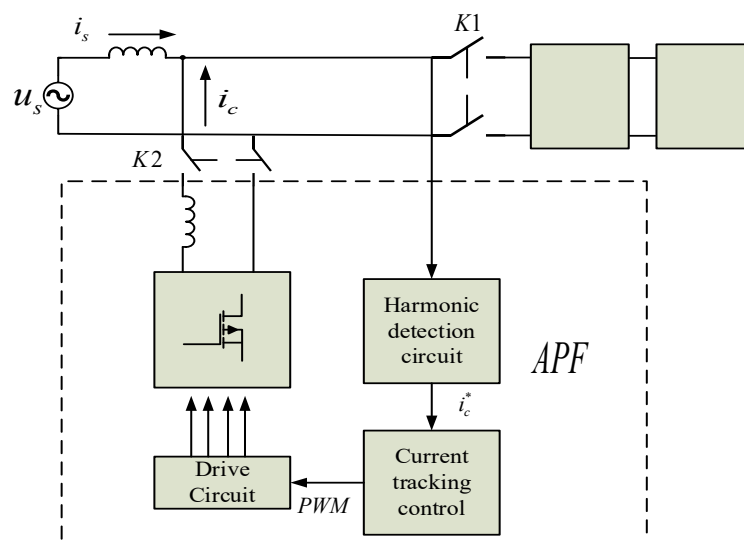 i_s
K1
u_s
i_c
K2
Harmonic
detection
circuit
APF
i_c^*
Drive
Circuit
PWM
Current
tracking
control